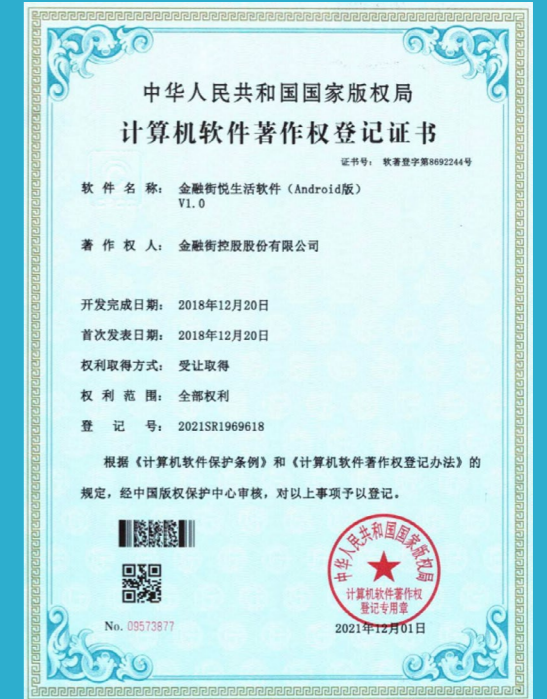 中华人民共和国国家版权局
计算机软件著作权登记证书
证书号： 软著登字第8692244号
软件名称： 金融街悦生活软件（Android版）
V1.0
著作权人： 金融街控股股份有限公司
开发完成日期： 2018年12月20日
首次发表日期： 2018年12月20日
权利取得方式： 受让取得
权利范围： 全部权利
登记号： 2021SR1969618
根据《计算机软件保护条例》和《计算机软件著作权登记办法》的
规定，经中国版权保护中心审核，对以上事项予以登记。
中华人民共和国国家版权局
计算机软件著作权
登记专用章
No. 09573877
2021年12月01日